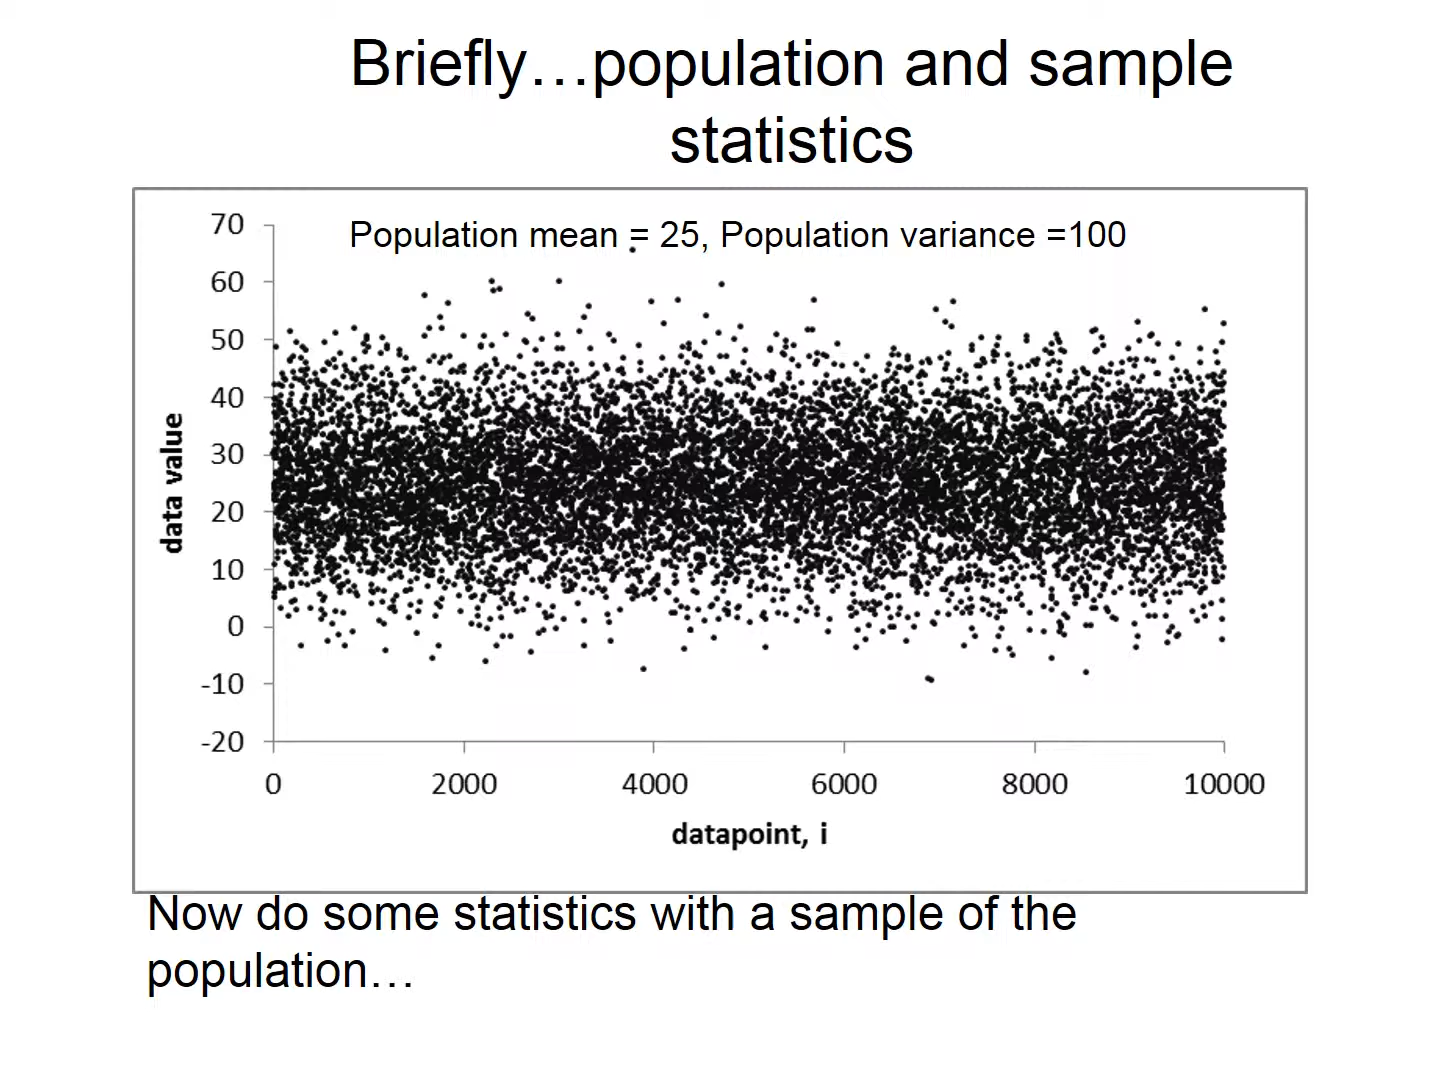 Briefly…population and sample
statistics
Population mean = 25, Population variance =100
70
60
50
40
30
20
10
0
-10
-20
data value
0 2000 4000 6000 8000 10000
datapoint, i
Now do some statistics with a sample of the
population…